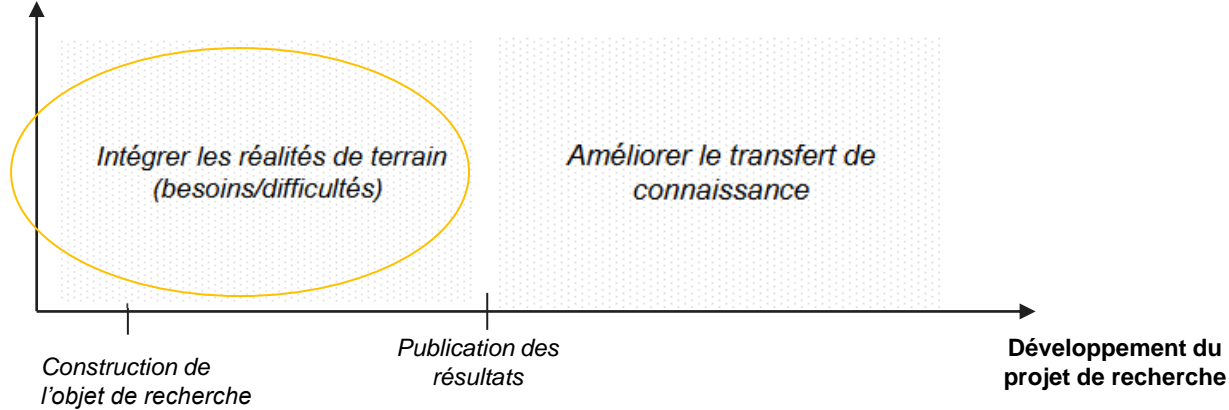 Intégrer les réalités de terrain
(besoins/difficultés)
Améliorer le transfert de
connaissance
Construction de
l’objet de recherche
Publication des
résultats
Développement du
projet de recherche